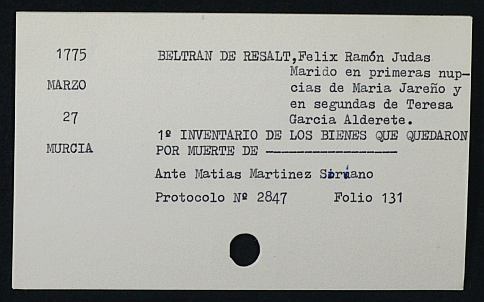 1775
BELTRAN DE RESALT,Felix Ramón Judas
Marido en primeras nup-
MARZO
cias de Maria Jareño y
en segundas de Teresa
27
Garcia Alderete.
1º INVENTARIO DE LOS BIENES QUE QUEDARON
MURCIA
POR MUERTE DE -----------------
Ante Matias Martinez Soriano
Protocolo Nº 2847 Folio 131